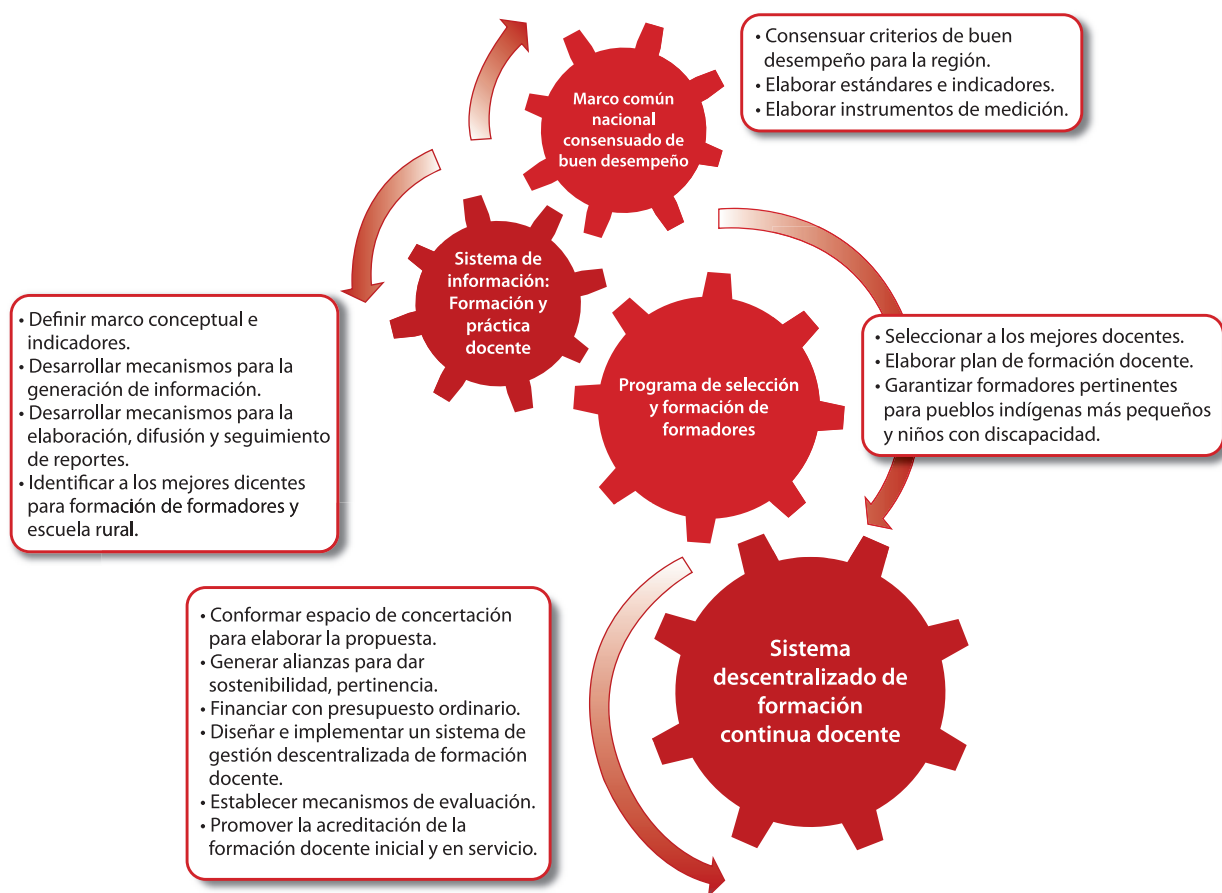 • Consensuar criterios de buen
desempeño para la región.
• Elaborar estándares e indicadores.
• Elaborar instrumentos de medición.
Marco común
nacional
consensuado de
buen desempeño
Sistema de
información:
Formación y
práctica
docente
• Definir marco conceptual e
indicadores.
• Desarrollar mecanismos para la
generación de información.
• Desarrollar mecanismos para la
elaboración, difusión y seguimiento
de reportes.
• Identificar a los mejores dicentes
para formación de formadores y
escuela rural.
Programa de selección
y formación de
formadores
• Seleccionar a los mejores docentes.
• Elaborar plan de formación docente.
• Garantizar formadores pertinentes
para pueblos indígenas más pequeños
y niños con discapacidad.
• Conformar espacio de concertación
para elaborar la propuesta.
• Generar alianzas para dar
sostenibilidad, pertinencia.
• Financiar con presupuesto ordinario.
• Diseñar e implementar un sistema de
gestión descentralizada de formación
docente.
• Establecer mecanismos de evaluación.
• Promover la acreditación de la
formación docente inicial y en servicio.
Sistema
descentralizado de
formación
continua docente